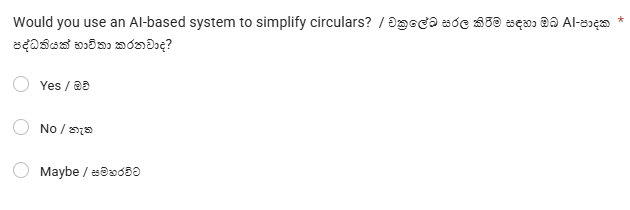 Would you use an AI-based system to simplify circulars? / චක්‍රලේඛ සරල කිරීම සඳහා ඔබ AI-පාදක *
පද්ධතියක් භාවිතා කරනවාද?
Yes / ඔව්
No / නැත
Maybe / සමහරවිට